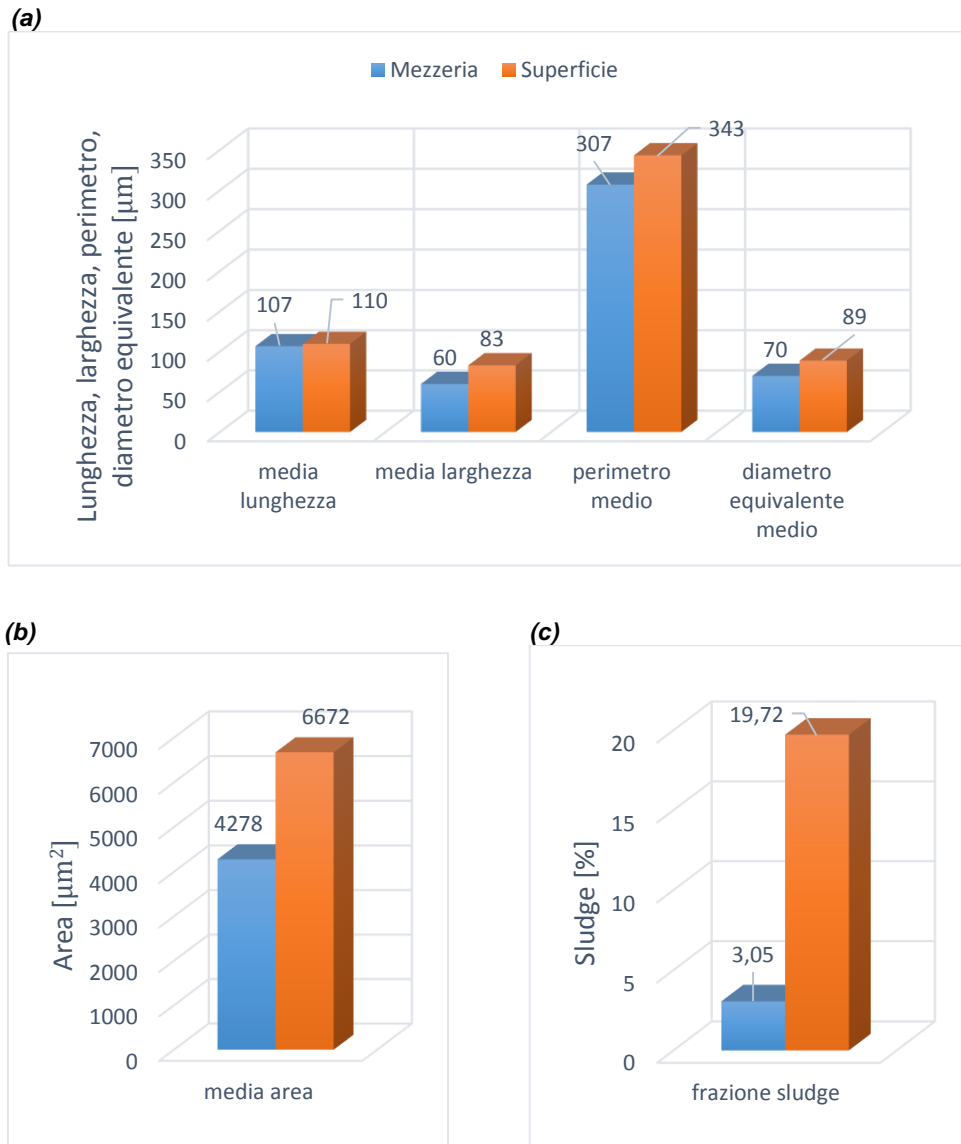 (a)
Mezzeria Superficie
Lunghezza, larghezza, perimetro,
diametro equivalente [μm]
350
300
250
200
150
100
50
0
107
110
60
83
307
343
70
89
media
lunghezza
media larghezza
perimetro
medio
diametro
equivalente
medio
(b)
Area [μm²]
7000
6000
5000
4000
3000
2000
1000
0
4278
6672
media area
(c)
Sludge [%]
20
15
10
5
0
3,05
19,72
frazione sludge